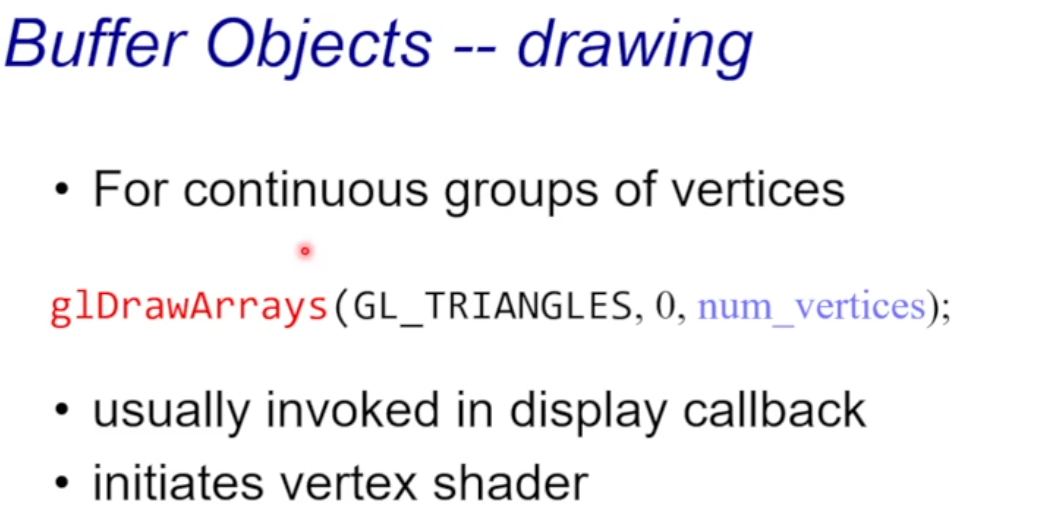 Buffer Objects -- drawing
• For continuous groups of vertices
glDrawArrays(GL_TRIANGLES, 0, num_vertices);
• usually invoked in display callback
• initiates vertex shader